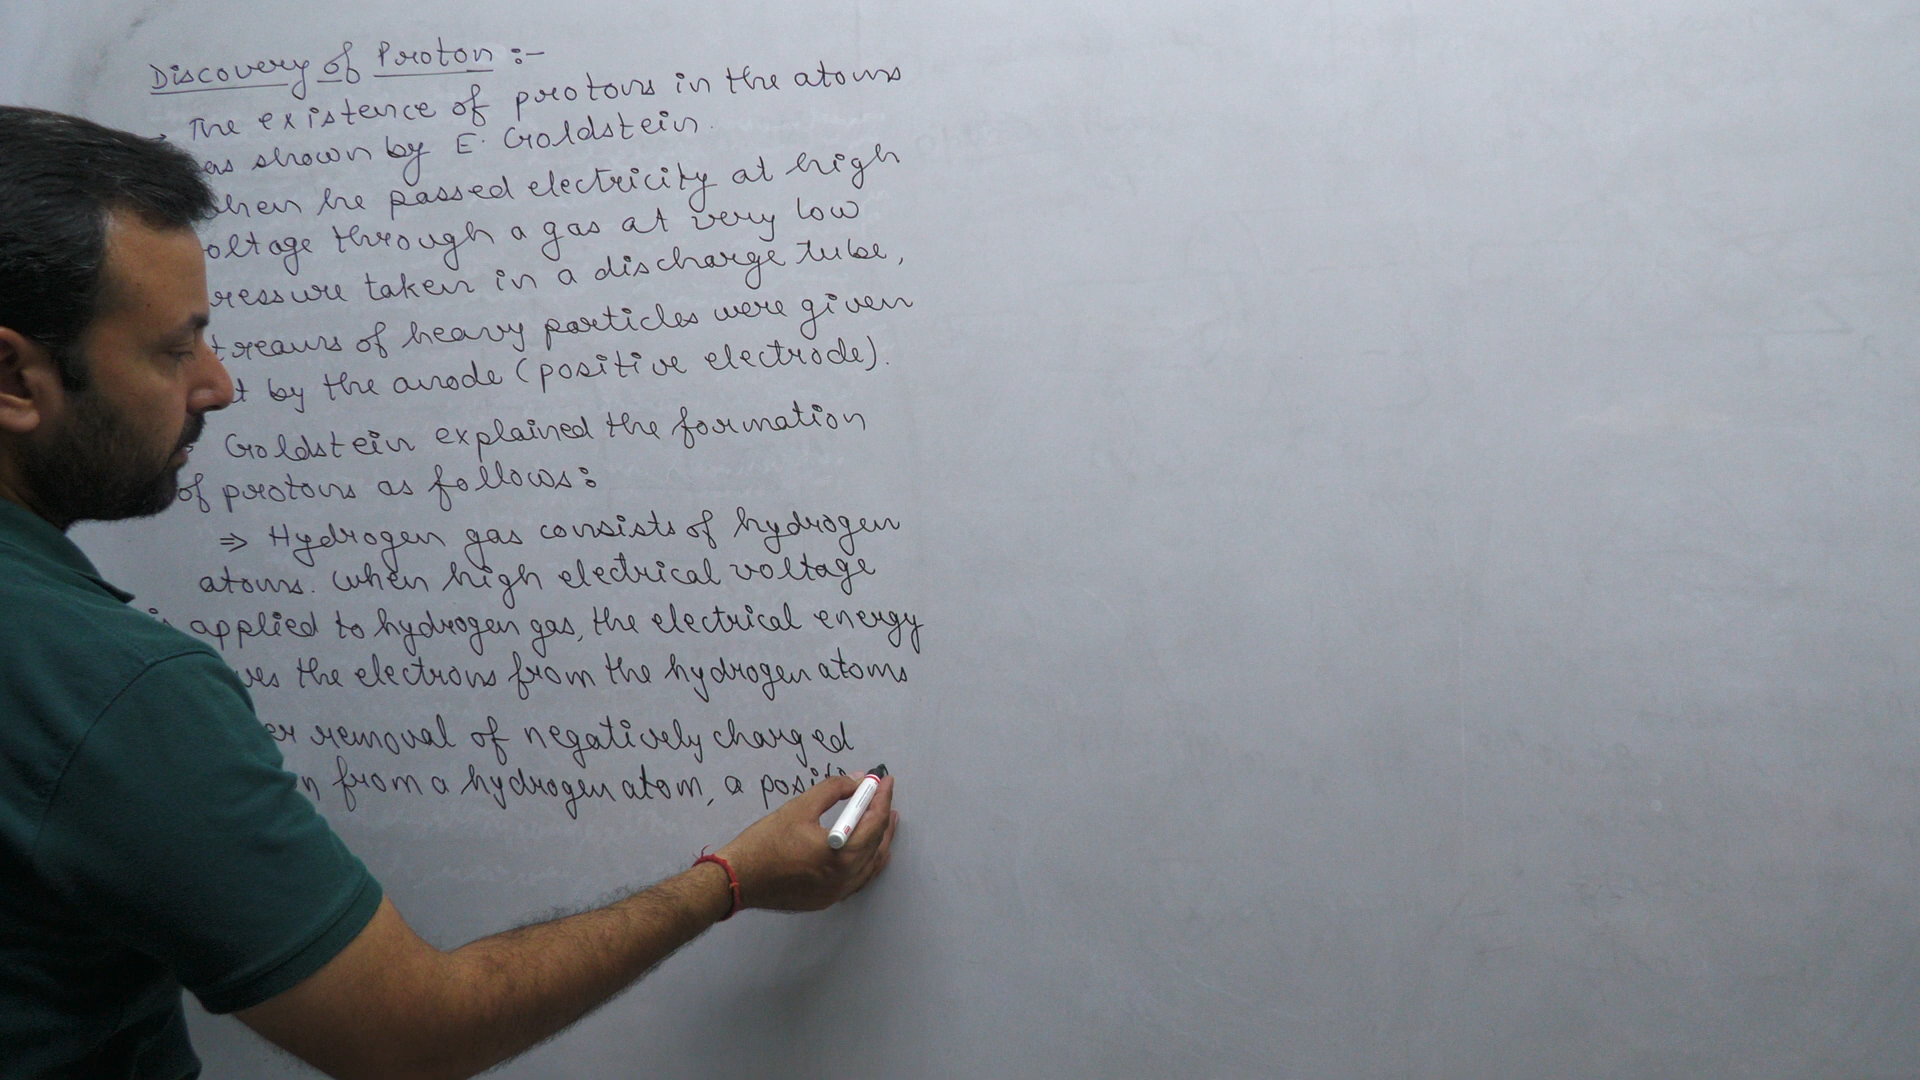 Discovery of Proton :-
→ The existence of protons in the atoms
as shown by E. Goldstein.
when he passed electricity at high
oltage through a gas at very low
ressure taken in a discharge tube,
treams of heavy particles were given
t by the anode (positive electrode).
Goldstein explained the formation
of protons as follows:
⇒ Hydrogen gas consists of hydrogen
atoms. When high electrical voltage
is applied to hydrogen gas, the electrical energy
ves the electrons from the hydrogen atoms
er removal of negatively charged
n from a hydrogen atom, a posit